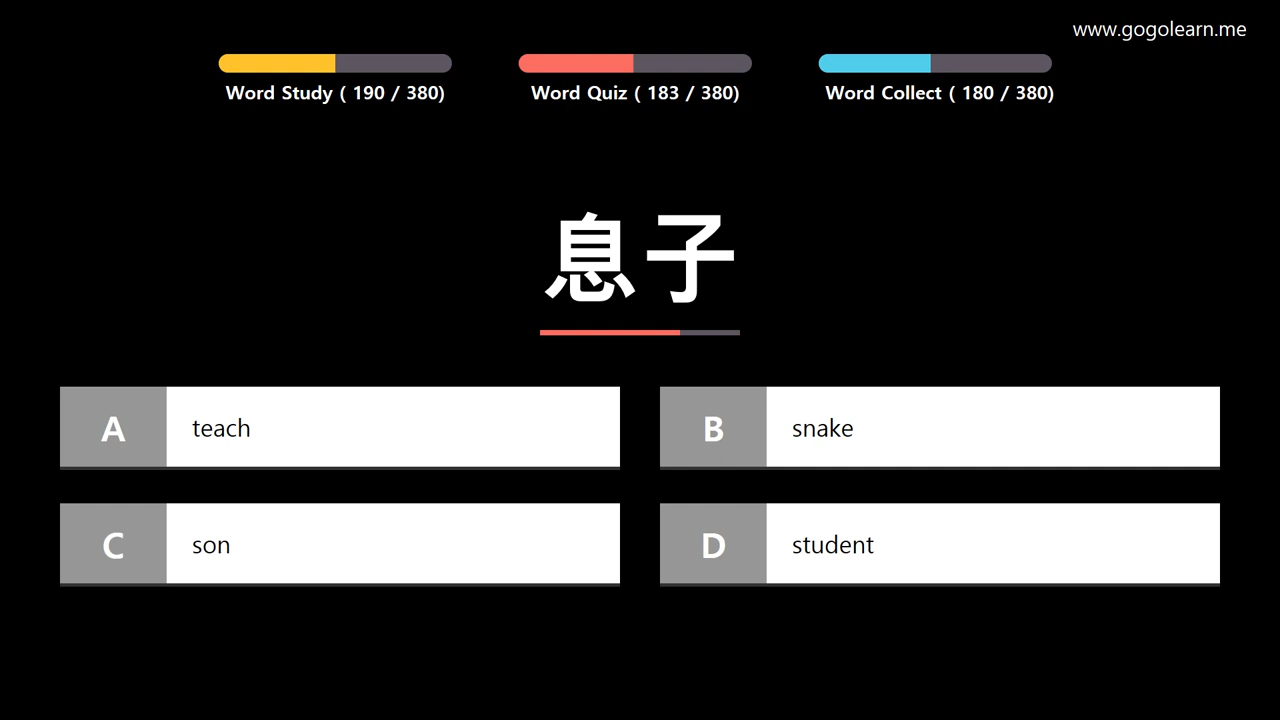 www.gogolearn.me
Word Study ( 190 / 380)
Word Quiz ( 183 / 380)
Word Collect ( 180 / 380)
息子
A teach
B snake
C son
D student